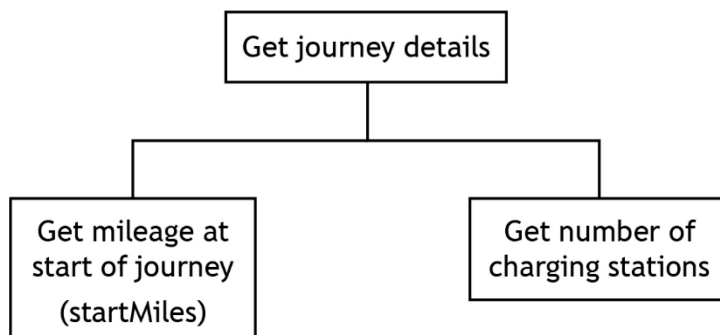 Get journey details
Get mileage at
start of journey
(startMiles)
Get number of
charging stations